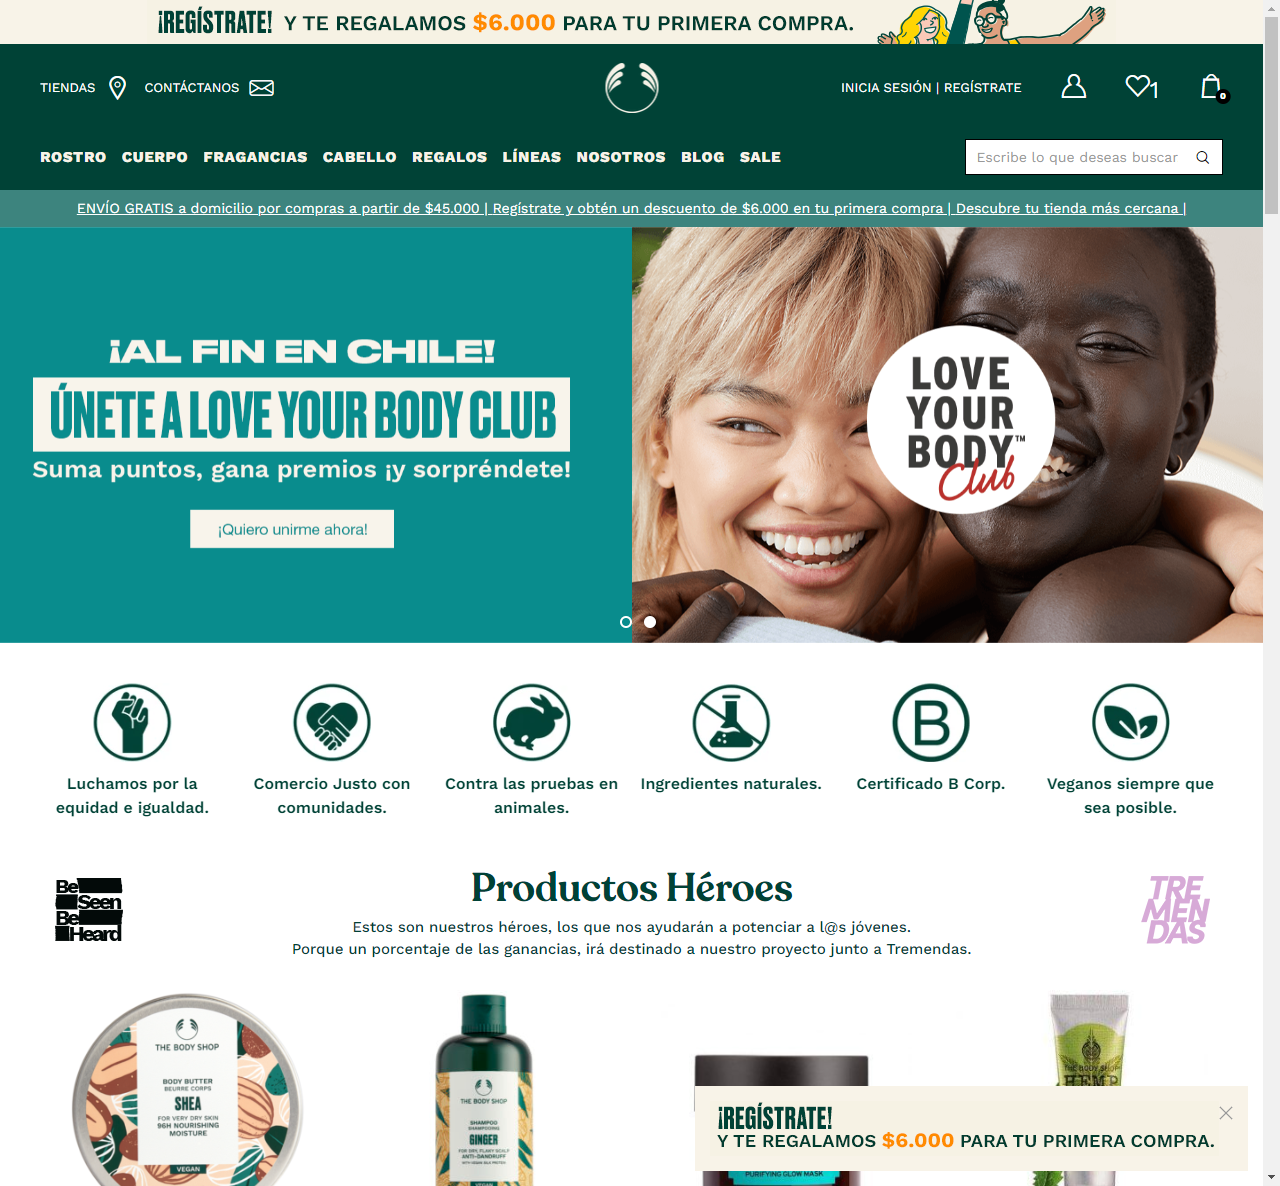 ¡REGÍSTRATE! Y TE REGALAMOS $6.000 PARA TU PRIMERA COMPRA.
TIENDAS CONTÁCTANOS INICIA SESIÓN | REGÍSTRATE 1 0
ROSTRO CUERPO FRAGANCIAS CABELLO REGALOS LÍNEAS NOSOTROS BLOG SALE Escribe lo que deseas buscar
ENVÍO GRATIS a domicilio por compras a partir de $45.000 | Regístrate y obtén un descuento de $6.000 en tu primera compra | Descubre tu tienda más cercana |
¡AL FIN EN CHILE!
ÚNETE A LOVE YOUR BODY CLUB
Suma puntos, gana premios ¡y sorpréndete!
¡Quiero unirme ahora!
LOVE
YOUR
BODY™
Club
B
Luchamos por la
equidad e igualdad.
Comercio Justo con
comunidades.
Contra las pruebas en
animales.
Ingredientes naturales.
Certificado B Corp.
Veganos siempre que
sea posible.
Be
Seen
Be
Heard
Productos Héroes
Estos son nuestros héroes, los que nos ayudarán a potenciar a l@s jóvenes.
Porque un porcentaje de las ganancias, irá destinado a nuestro proyecto junto a Tremendas.
TRE
MEN
DAS
THE BODY SHOP
BODY BUTTER
BEURRE CORPS
SHEA
FOR VERY DRY SKIN
96H NOURISHING
MOISTURE
VEGAN
THE BODY SHOP
SHAMPOO
SHAMPOOING
GINGER
FOR DRY, FLAKY SCALP
ANTI-DANDRUFF
VEGAN
PURIFYING GLOW MASK
THE BODY SHOP
HEMP
¡REGÍSTRATE!
Y TE REGALAMOS $6.000 PARA TU PRIMERA COMPRA.